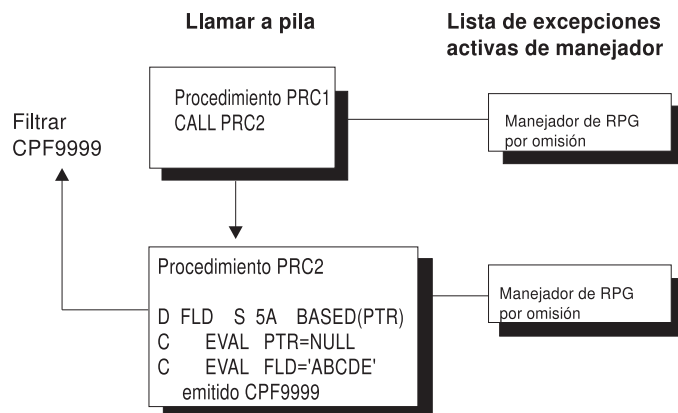 Llamar a pila
Lista de excepciones
activas de manejador
Procedimiento PRC1
CALL PRC2
Manejador de RPG
por omisión
Filtrar
CPF9999
Procedimiento PRC2
D FLD S 5A BASED(PTR)
C EVAL PTR=NULL
C EVAL FLD='ABCDE'
emitido CPF9999
Manejador de RPG
por omisión